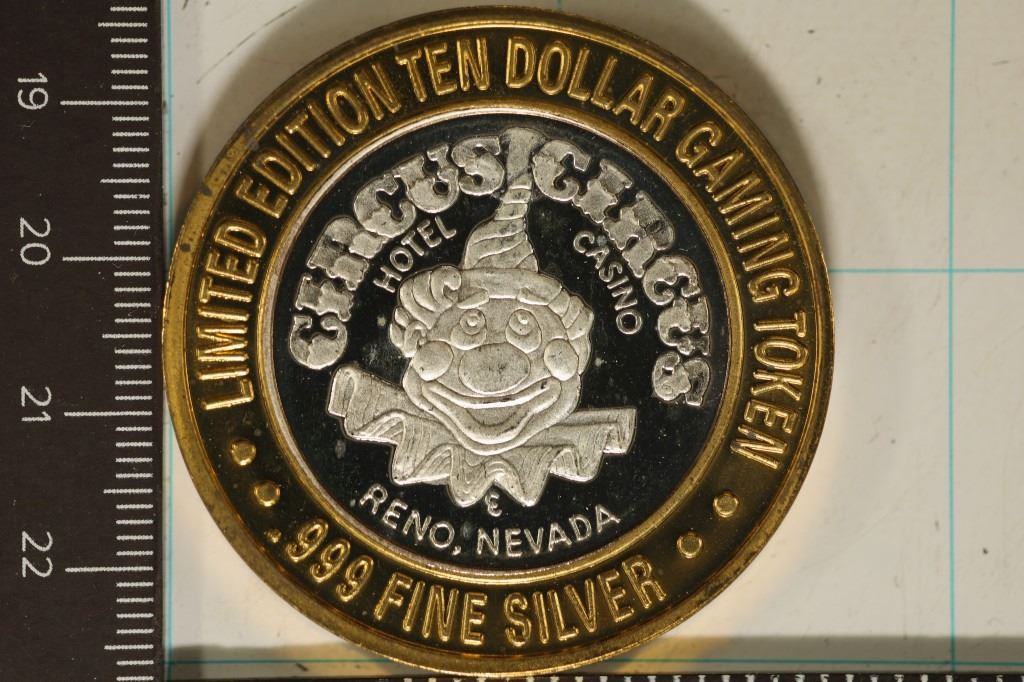 LIMITED EDITION TEN DOLLAR GAMING TOKEN
CIRCUS CIRCUS
HOTEL CASINO
RENO, NEVADA
.999 FINE SILVER
19
20
21
22